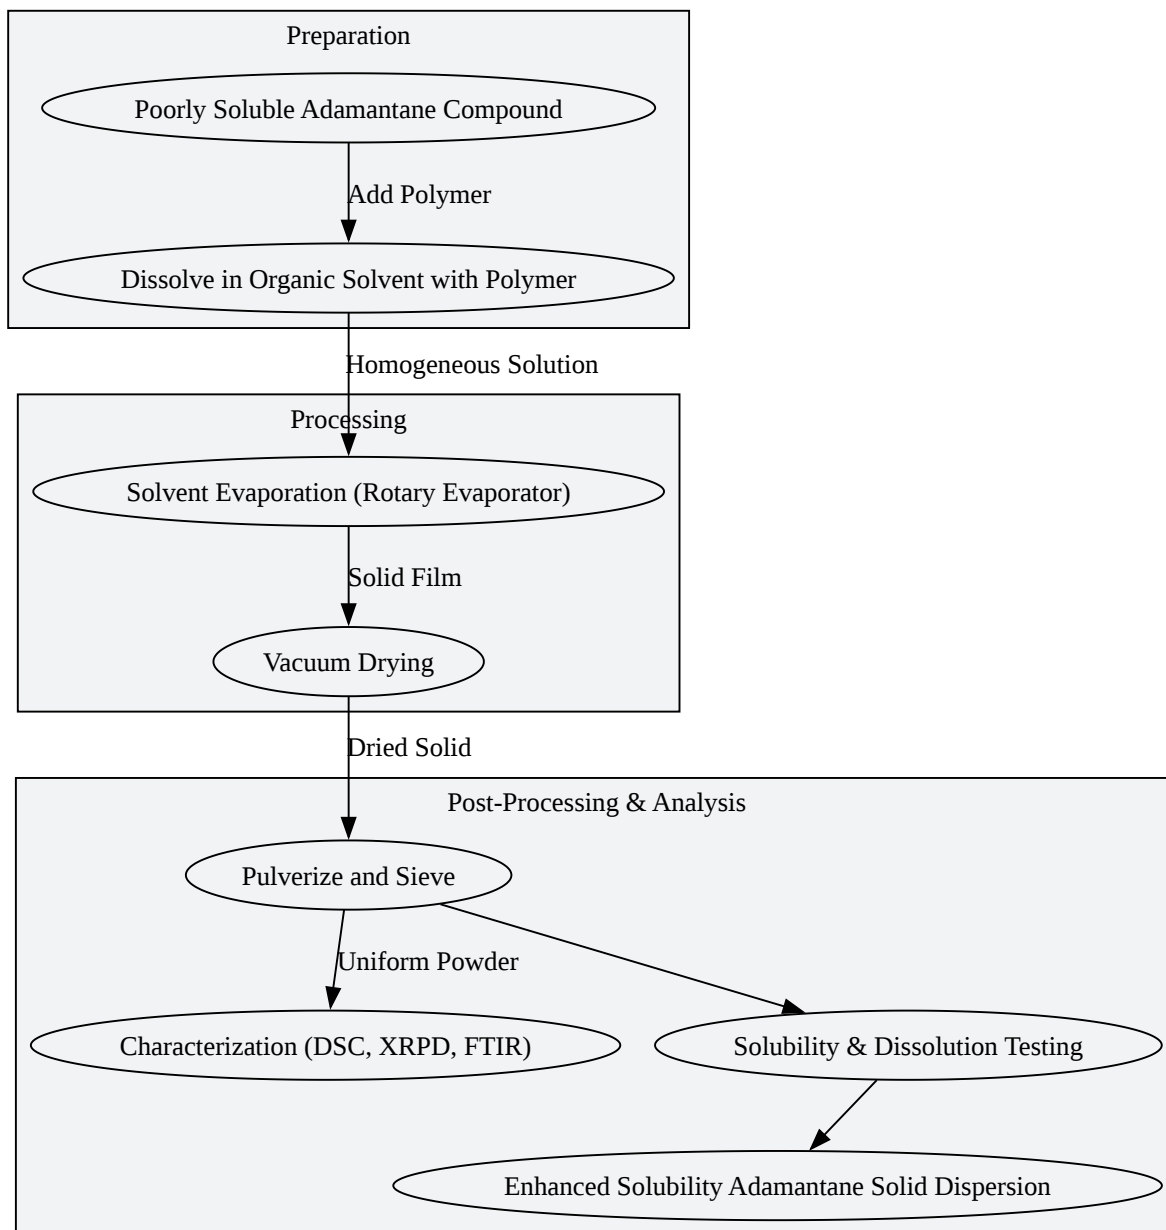 Preparation
Poorly Soluble Adamantane Compound
Add Polymer
Dissolve in Organic Solvent with Polymer
Homogeneous Solution
Processing
Solvent Evaporation (Rotary Evaporator)
Solid Film
Vacuum Drying
Dried Solid
Post-Processing & Analysis
Pulverize and Sieve
Uniform Powder
Characterization (DSC, XRPD, FTIR)
Solubility & Dissolution Testing
Enhanced Solubility Adamantane Solid Dispersion